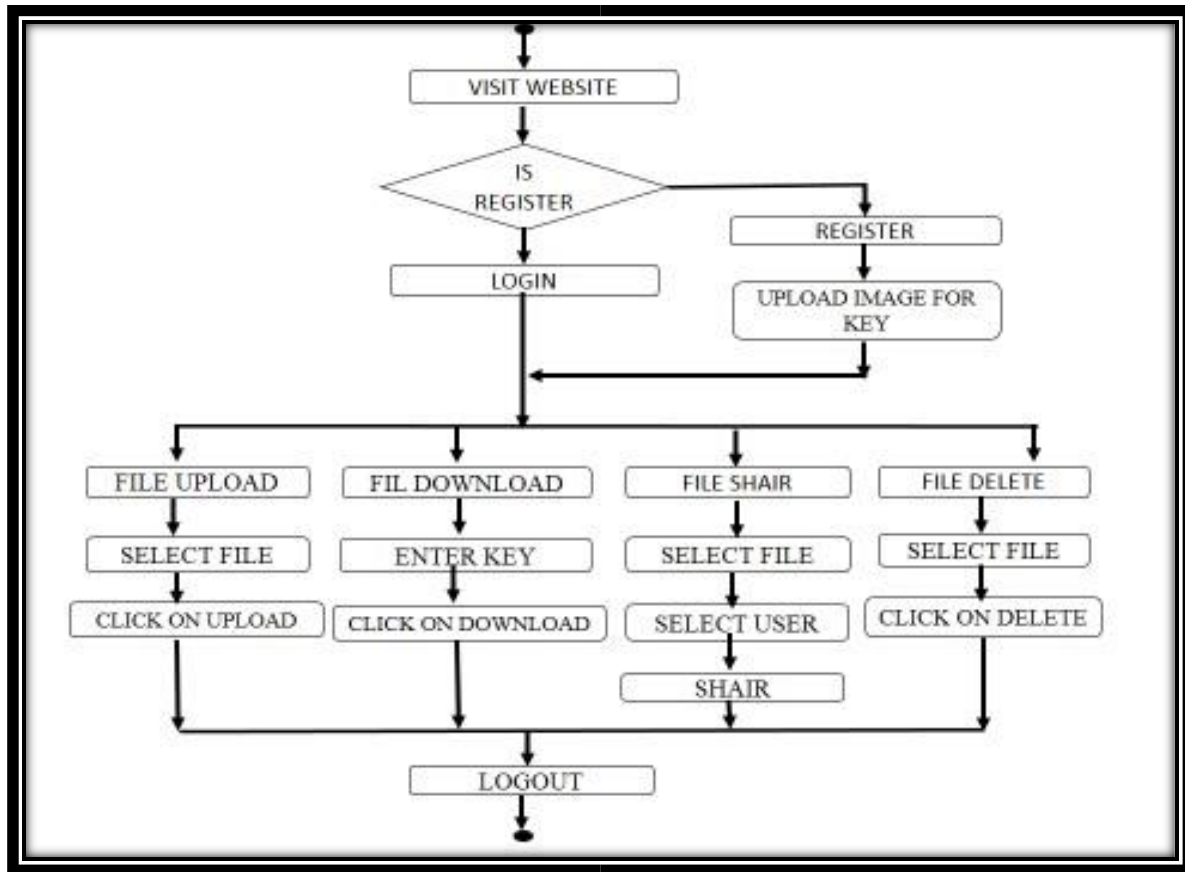 VISIT WEBSITE
IS
REGISTER
REGISTER
LOGIN
UPLOAD IMAGE FOR
KEY
FILE UPLOAD
FIL DOWNLOAD
FILE SHAIR
FILE DELETE
SELECT FILE
ENTER KEY
SELECT FILE
SELECT FILE
CLICK ON UPLOAD
CLICK ON DOWNLOAD
SELECT USER
CLICK ON DELETE
SHAIR
LOGOUT